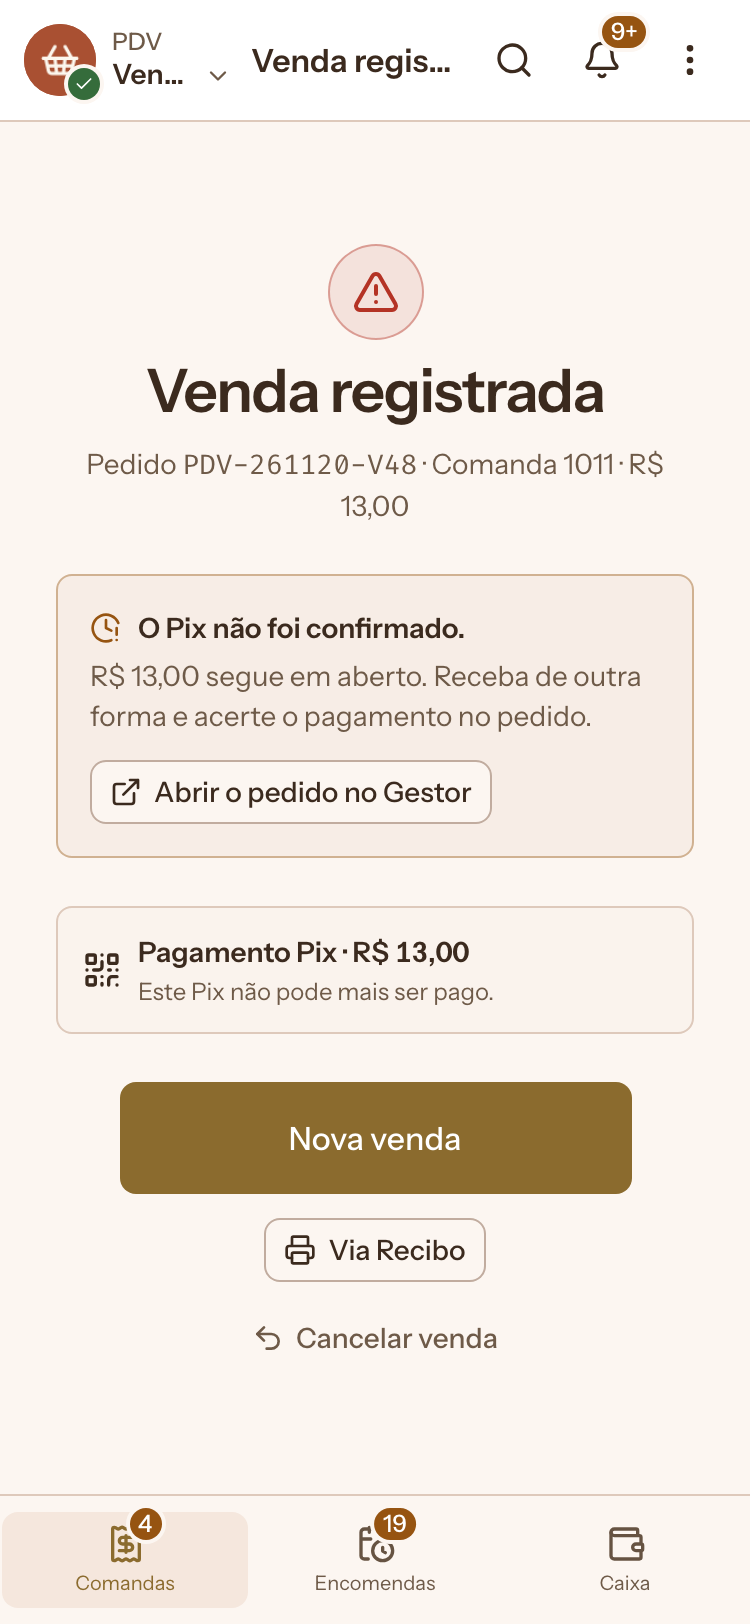 PDV
Ven...
Venda regis...
9+
Venda registrada
Pedido PDV-261120-V48 · Comanda 1011 · R$
13,00
O Pix não foi confirmado.
R$ 13,00 segue em aberto. Receba de outra
forma e acerte o pagamento no pedido.
Abrir o pedido no Gestor
Pagamento Pix · R$ 13,00
Este Pix não pode mais ser pago.
Nova venda
Via Recibo
Cancelar venda
4
Comandas
19
Encomendas
Caixa